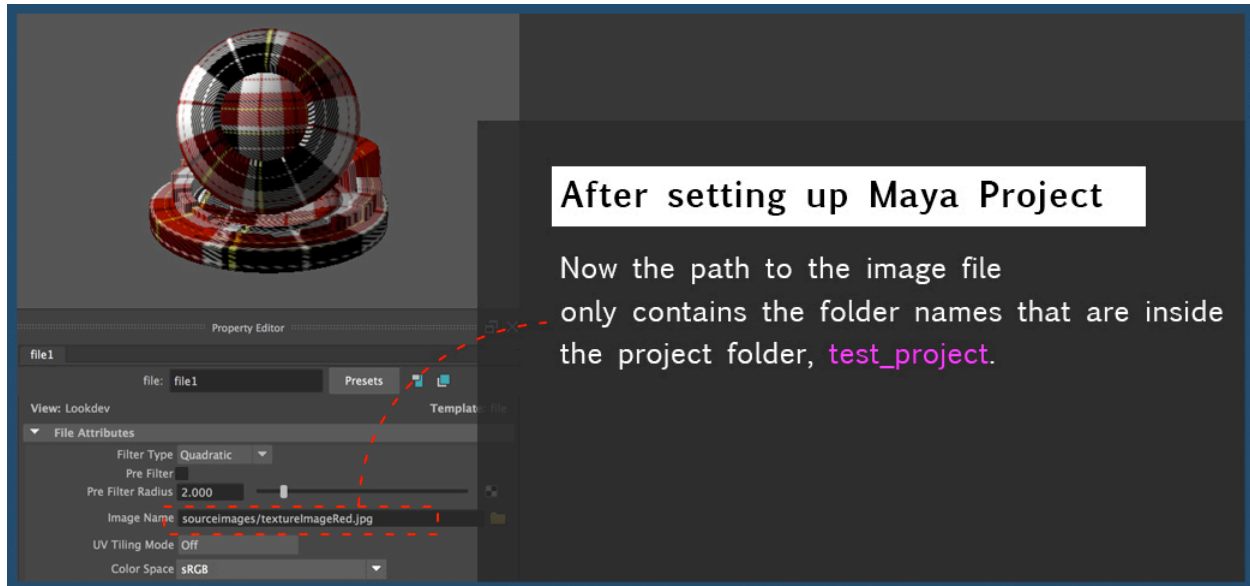 After setting up Maya Project
Now the path to the image file
only contains the folder names that are inside
the project folder, test_project.
Property Editor
file1
file: file1 Presets
View: Lookdev Template: file
File Attributes
Filter Type Quadratic
Pre Filter
Pre Filter Radius 2.000
Image Name sourceimages/textureImageRed.jpg
UV Tiling Mode Off
Color Space sRGB